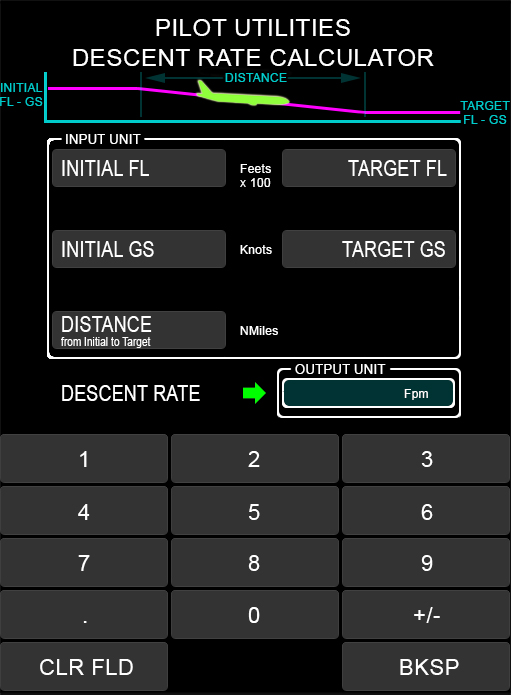 PILOT UTILITIES
DESCENT RATE CALCULATOR
DISTANCE
INITIAL
FL - GS
TARGET
FL - GS
INPUT UNIT
INITIAL FL
Feets
x 100
TARGET FL
INITIAL GS
Knots
TARGET GS
DISTANCE
from Initial to Target
NMiles
OUTPUT UNIT
DESCENT RATE
Fpm
1
2
3
4
5
6
7
8
9
.
0
+/-
CLR FLD
BKSP